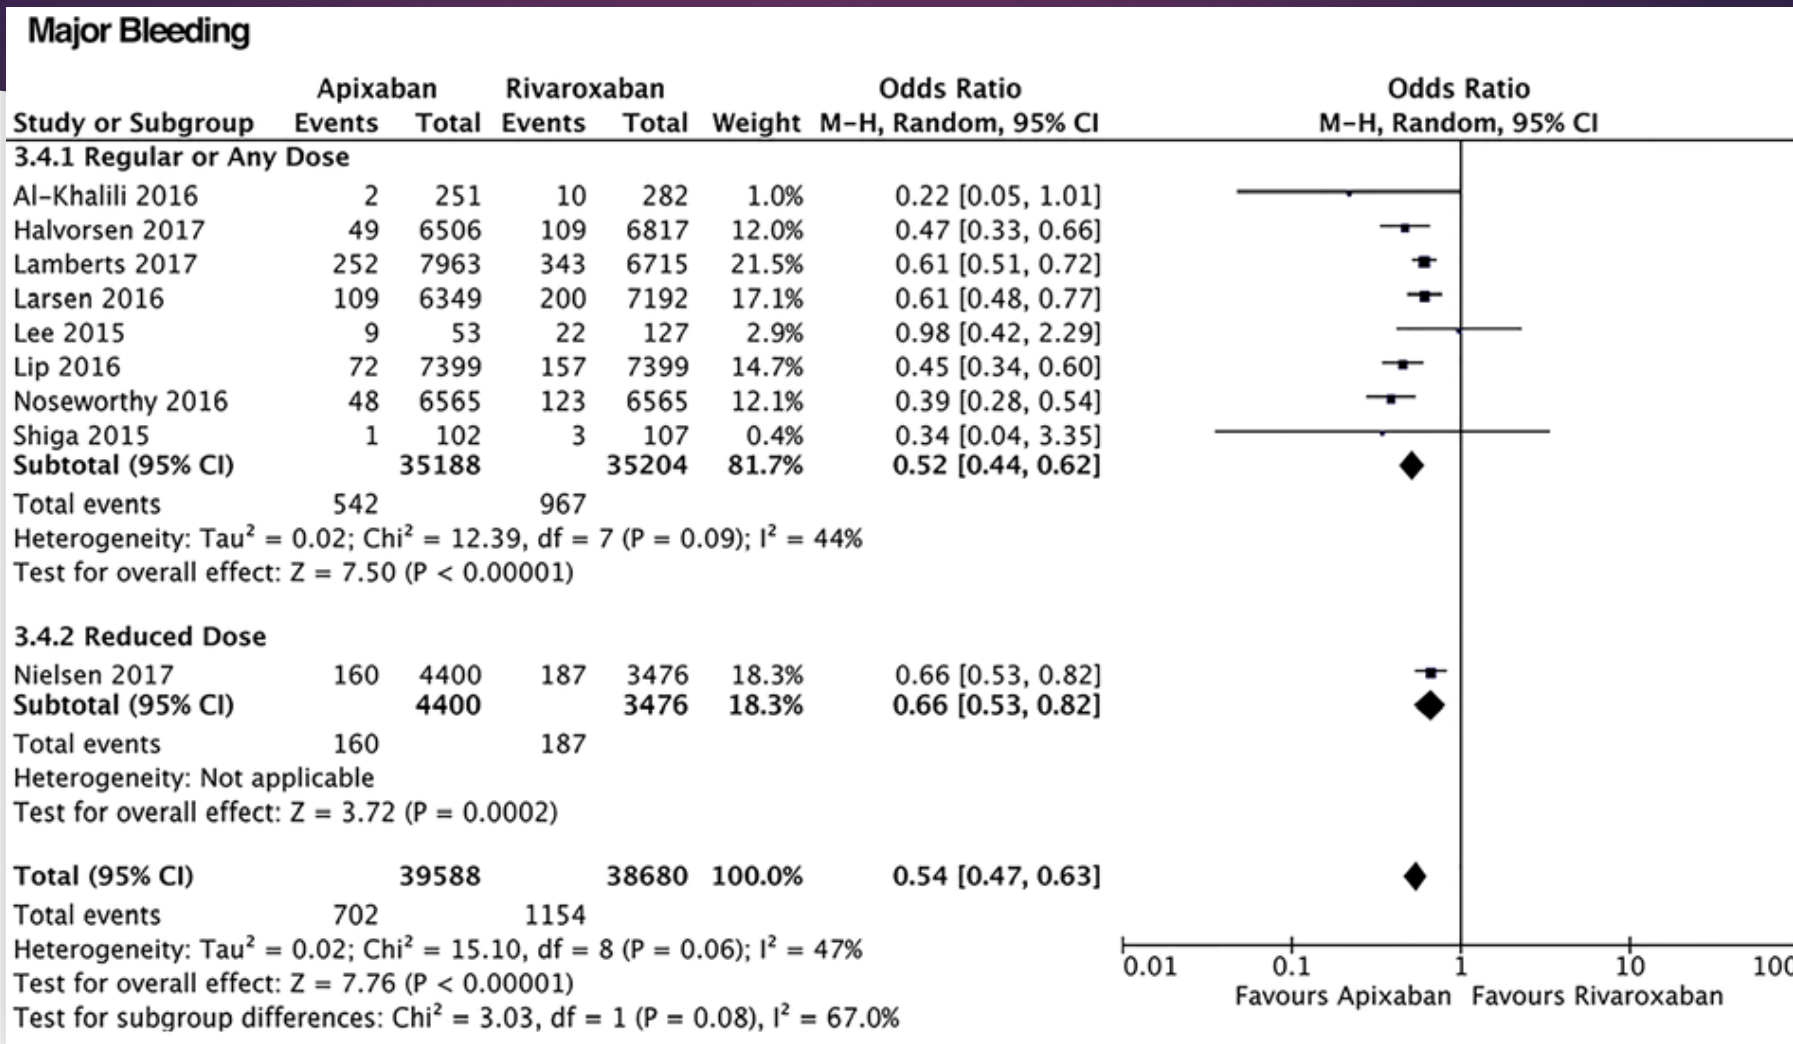 Major Bleeding
Apixaban Rivaroxaban Odds Ratio Odds Ratio
Study or Subgroup Events Total Events Total Weight M-H, Random, 95% CI M-H, Random, 95% CI
3.4.1 Regular or Any Dose
Al-Khalili 2016 2 251 10 282 1.0% 0.22 [0.05, 1.01]
Halvorsen 2017 49 6506 109 6817 12.0% 0.47 [0.33, 0.66]
Lamberts 2017 252 7963 343 6715 21.5% 0.61 [0.51, 0.72]
Larsen 2016 109 6349 200 7192 17.1% 0.61 [0.48, 0.77]
Lee 2015 9 53 22 127 2.9% 0.98 [0.42, 2.29]
Lip 2016 72 7399 157 7399 14.7% 0.45 [0.34, 0.60]
Noseworthy 2016 48 6565 123 6565 12.1% 0.39 [0.28, 0.54]
Shiga 2015 1 102 3 107 0.4% 0.34 [0.04, 3.35]
Subtotal (95% CI) 35188 35204 81.7% 0.52 [0.44, 0.62]
Total events 542 967
Heterogeneity: Tau² = 0.02; Chi² = 12.39, df = 7 (P = 0.09); I² = 44%
Test for overall effect: Z = 7.50 (P < 0.00001)
3.4.2 Reduced Dose
Nielsen 2017 160 4400 187 3476 18.3% 0.66 [0.53, 0.82]
Subtotal (95% CI) 4400 3476 18.3% 0.66 [0.53, 0.82]
Total events 160 187
Heterogeneity: Not applicable
Test for overall effect: Z = 3.72 (P = 0.0002)
Total (95% CI) 39588 38680 100.0% 0.54 [0.47, 0.63]
Total events 702 1154
Heterogeneity: Tau² = 0.02; Chi² = 15.10, df = 8 (P = 0.06); I² = 47%
Test for overall effect: Z = 7.76 (P < 0.00001)
Test for subgroup differences: Chi² = 3.03, df = 1 (P = 0.08), I² = 67.0%
0.01 0.1 1 10 100
Favours Apixaban Favours Rivaroxaban